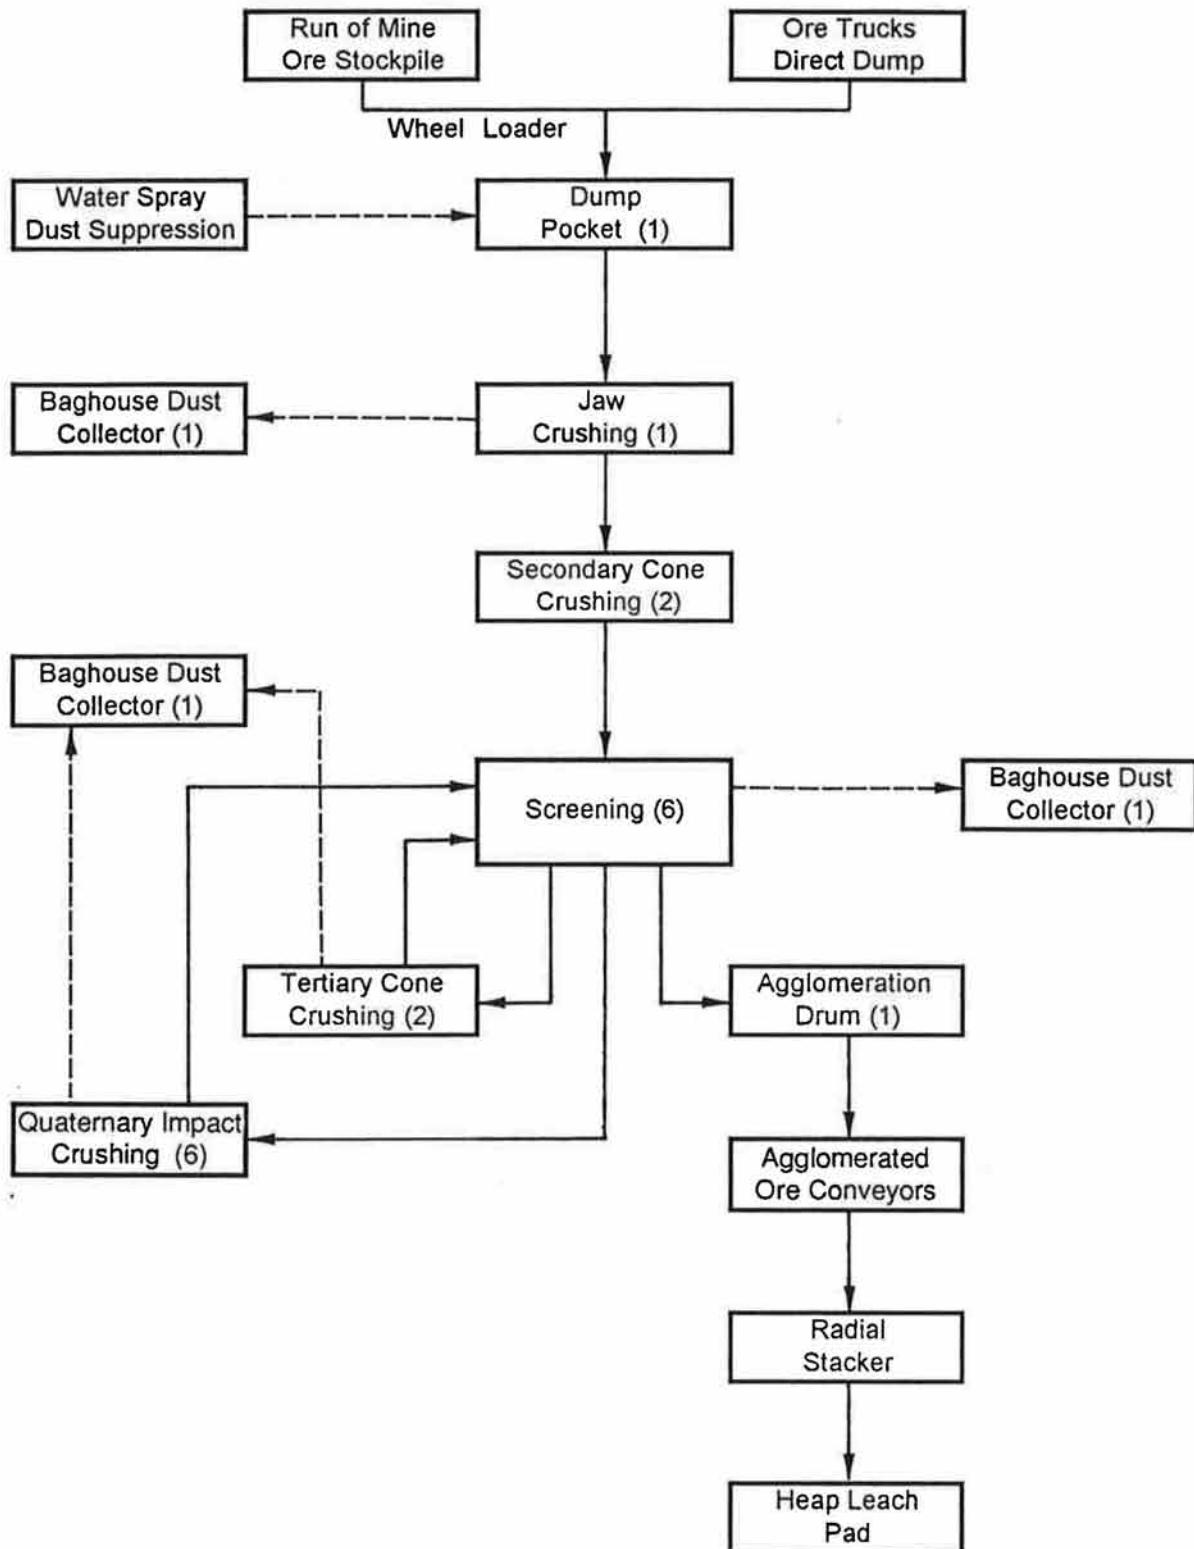 Run of Mine
Ore Stockpile
Ore Trucks
Direct Dump
Wheel Loader
Water Spray
Dust Suppression
Dump
Pocket (1)
Baghouse Dust
Collector (1)
Jaw
Crushing (1)
Secondary Cone
Crushing (2)
Baghouse Dust
Collector (1)
Screening (6)
Baghouse Dust
Collector (1)
Tertiary Cone
Crushing (2)
Agglomeration
Drum (1)
Quaternary Impact
Crushing (6)
Agglomerated
Ore Conveyors
Radial
Stacker
Heap Leach
Pad